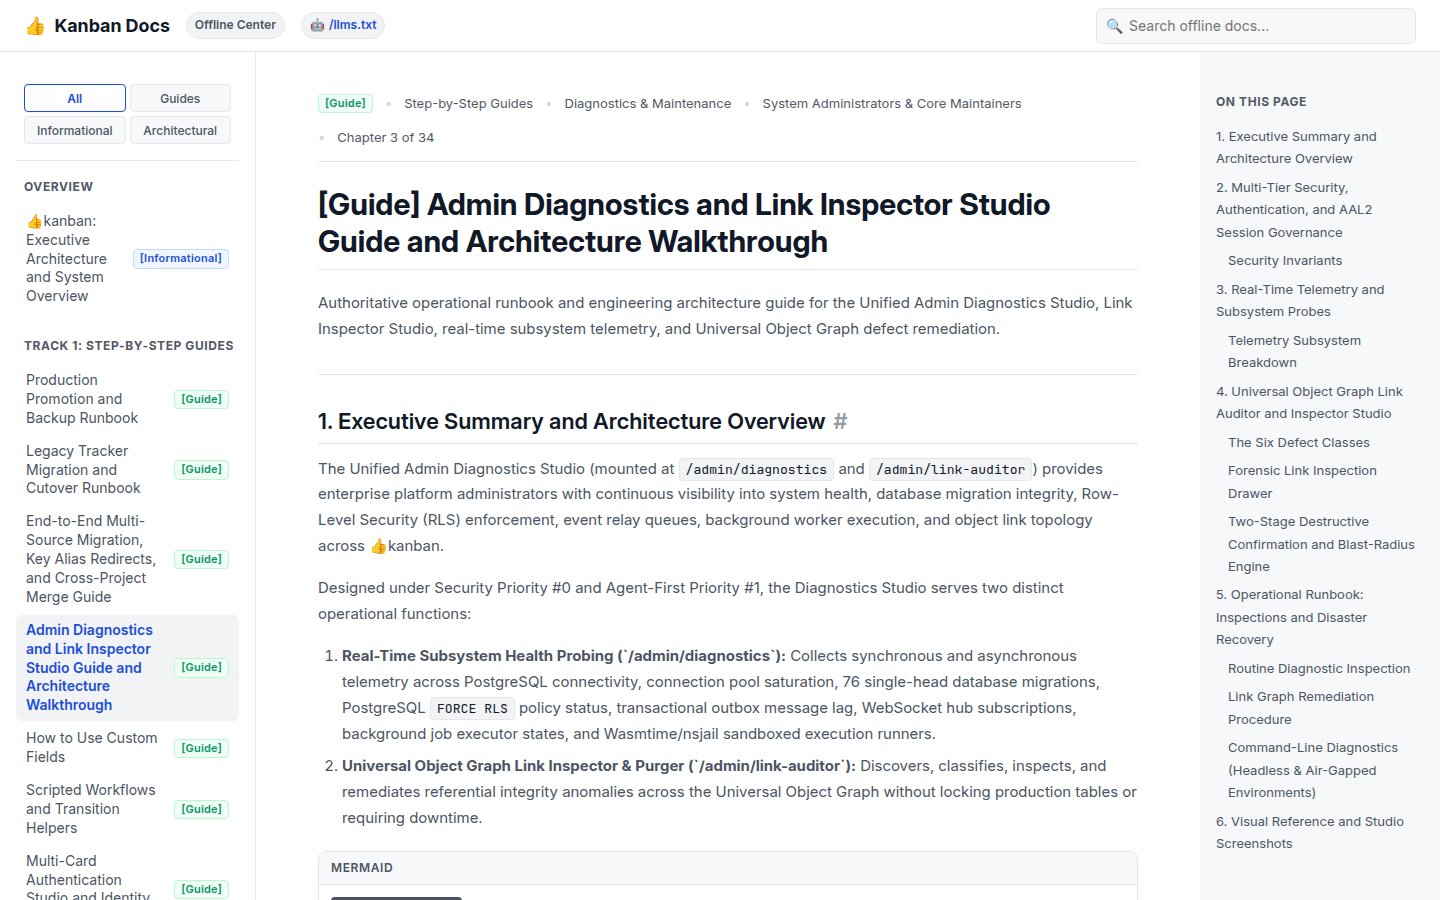 👍 Kanban Docs
Offline Center
🤖 /llms.txt
🔍 Search offline docs...
All
Guides
Informational
Architectural
OVERVIEW
👍kanban:
Executive
Architecture
and System
Overview
[Informational]
TRACK 1: STEP-BY-STEP GUIDES
Production
Promotion and
Backup Runbook
[Guide]
Legacy Tracker
Migration and
Cutover Runbook
[Guide]
End-to-End Multi-
Source Migration,
Key Alias Redirects,
and Cross-Project
Merge Guide
[Guide]
Admin Diagnostics
and Link Inspector
Studio Guide and
Architecture
Walkthrough
[Guide]
How to Use Custom
Fields
[Guide]
Scripted Workflows
and Transition
Helpers
[Guide]
Multi-Card
Authentication
Studio and Identity
[Guide]
[Guide] • Step-by-Step Guides • Diagnostics & Maintenance • System Administrators & Core Maintainers
• Chapter 3 of 34
[Guide] Admin Diagnostics and Link Inspector Studio
Guide and Architecture Walkthrough
Authoritative operational runbook and engineering architecture guide for the Unified Admin Diagnostics Studio, Link
Inspector Studio, real-time subsystem telemetry, and Universal Object Graph defect remediation.
1. Executive Summary and Architecture Overview #
The Unified Admin Diagnostics Studio (mounted at /admin/diagnostics and /admin/link-auditor) provides
enterprise platform administrators with continuous visibility into system health, database migration integrity, Row-
Level Security (RLS) enforcement, event relay queues, background worker execution, and object link topology
across 👍kanban.
Designed under Security Priority #0 and Agent-First Priority #1, the Diagnostics Studio serves two distinct
operational functions:
1. Real-Time Subsystem Health Probing (`/admin/diagnostics`): Collects synchronous and asynchronous
telemetry across PostgreSQL connectivity, connection pool saturation, 76 single-head database migrations,
PostgreSQL FORCE RLS policy status, transactional outbox message lag, WebSocket hub subscriptions,
background job executor states, and Wasmtime/nsjail sandboxed execution runners.
2. Universal Object Graph Link Inspector & Purger (`/admin/link-auditor`): Discovers, classifies, inspects, and
remediates referential integrity anomalies across the Universal Object Graph without locking production tables or
requiring downtime.
MERMAID
ON THIS PAGE
1. Executive Summary and
Architecture Overview
2. Multi-Tier Security,
Authentication, and AAL2
Session Governance
Security Invariants
3. Real-Time Telemetry and
Subsystem Probes
Telemetry Subsystem
Breakdown
4. Universal Object Graph Link
Auditor and Inspector Studio
The Six Defect Classes
Forensic Link Inspection
Drawer
Two-Stage Destructive
Confirmation and Blast-Radius
Engine
5. Operational Runbook:
Inspections and Disaster
Recovery
Routine Diagnostic Inspection
Link Graph Remediation
Procedure
Command-Line Diagnostics
(Headless & Air-Gapped
Environments)
6. Visual Reference and Studio
Screenshots